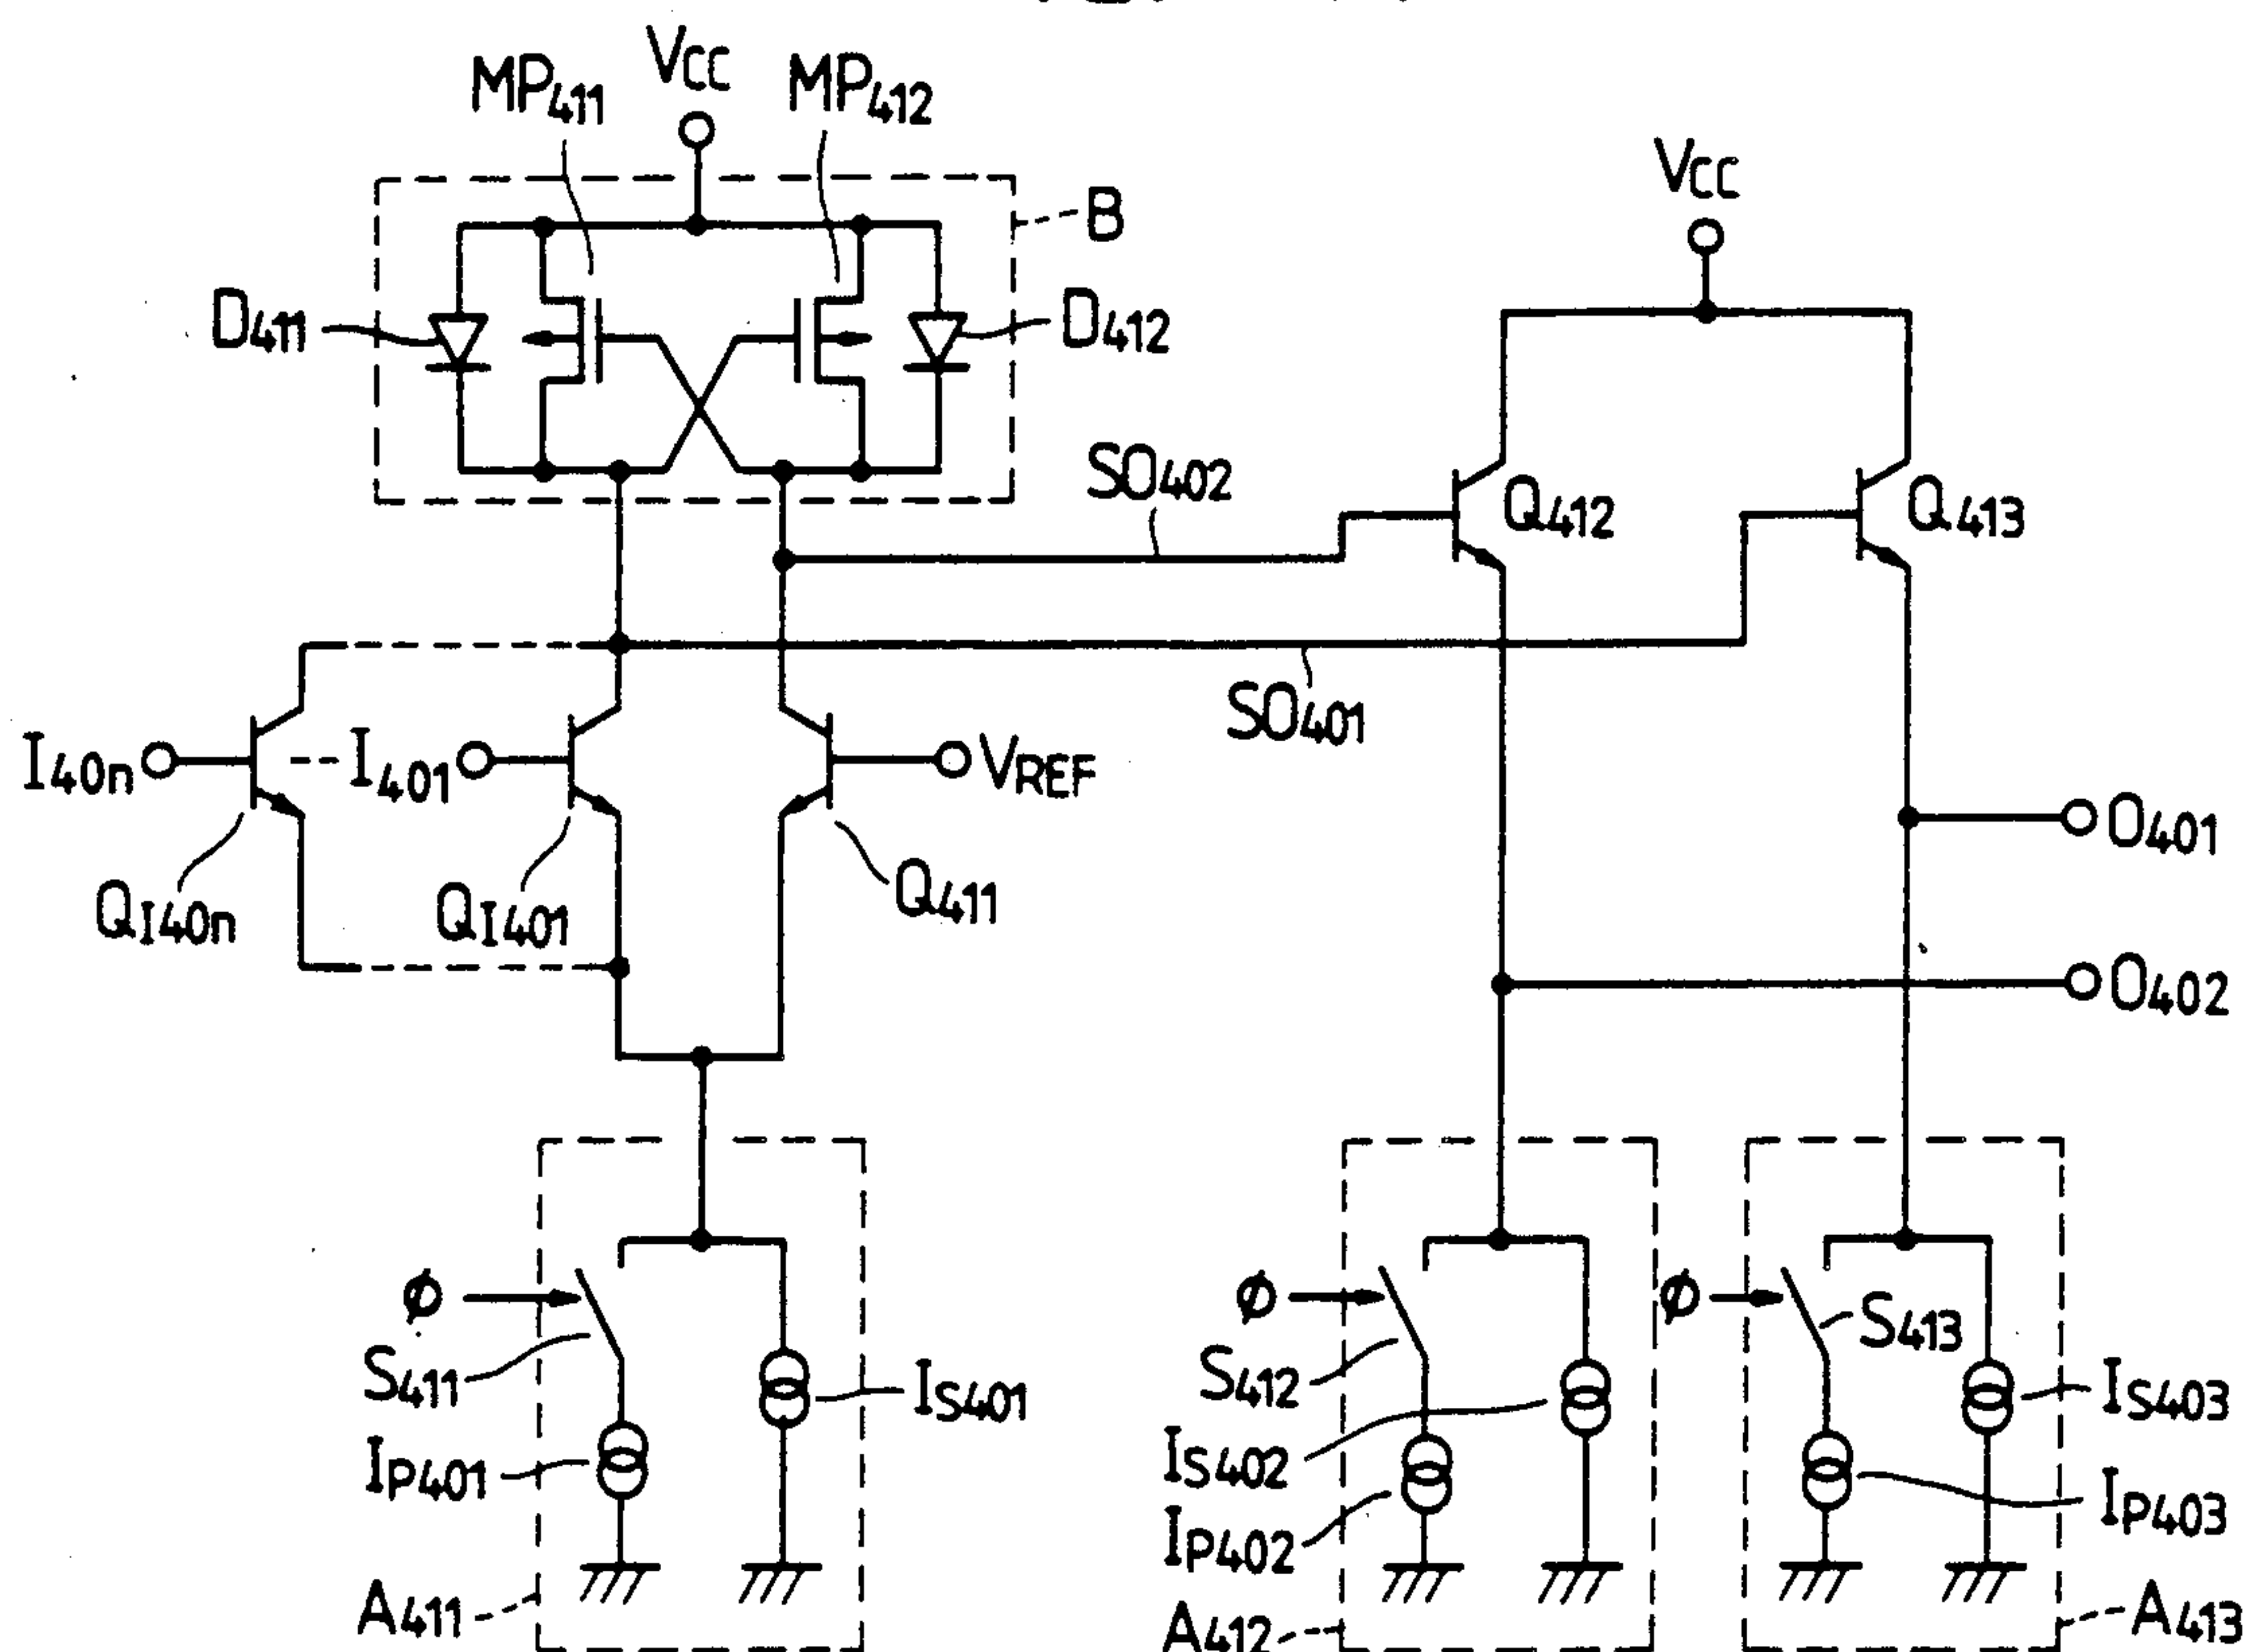 VCC
MP411
MP412
VCC
B
D411
D412
SO402
Q412
Q413
SO401
I40n
I401
VREF
O401
QI40n
QI401
Q411
O402
φ
φ
φ
S413
S411
IS401
S412
IS403
IP401
IS402
IP403
IP402
A411
A412
A413